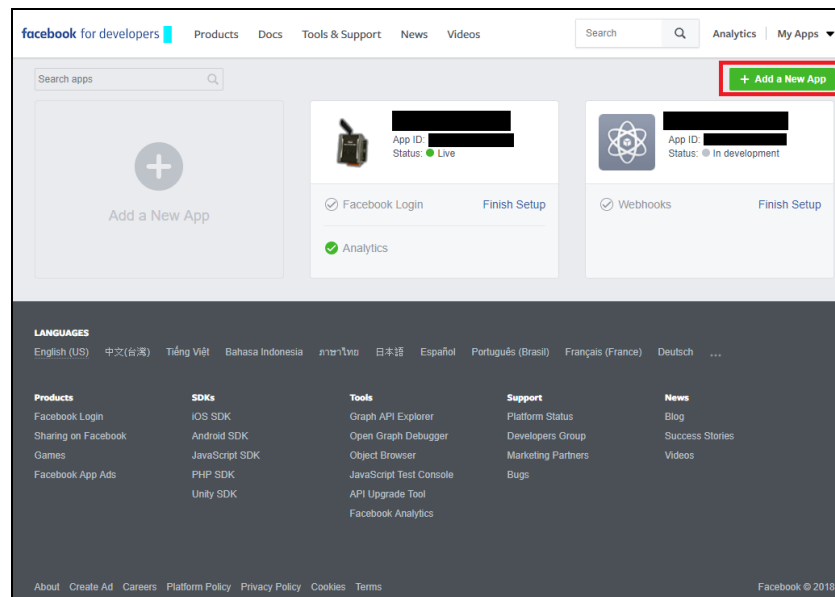 facebook for developers Products Docs Tools & Support News Videos Search Analytics My Apps
Search apps + Add a New App
App ID: App ID:
Status: Live Status: In development
Add a New App
Facebook Login Finish Setup Webhooks Finish Setup
Analytics
LANGUAGES
English (US) 中文(台灣) Tiếng Việt Bahasa Indonesia ภาษาไทย 日本語 Español Português (Brasil) Français (France) Deutsch ...
Products SDKs Tools Support News
Facebook Login iOS SDK Graph API Explorer Platform Status Blog
Sharing on Facebook Android SDK Open Graph Debugger Developers Group Success Stories
Games JavaScript SDK Object Browser Marketing Partners Videos
Facebook App Ads PHP SDK JavaScript Test Console Bugs
Unity SDK API Upgrade Tool
Facebook Analytics
About Create Ad Careers Platform Policy Privacy Policy Cookies Terms Facebook © 2018